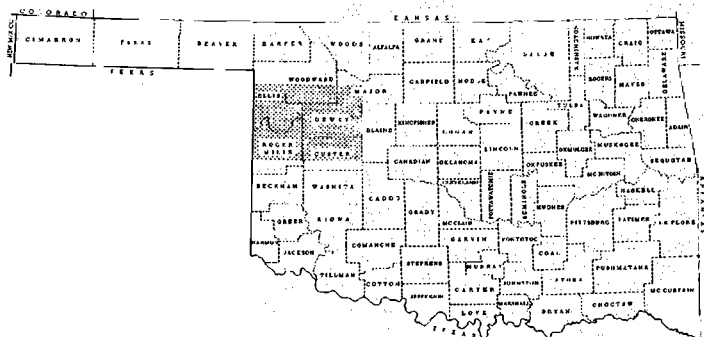 COLORADO
KANSAS
MISSOURI
NEW MEXICO
CIMARRON
TEXAS
BEAVER
HARPER
WOODS
ALFALFA
GRANT
KAY
OSAGE
WASHINGTON
NOWATA
CRAIG
OTTAWA
TEXAS
WOODWARD
MAJOR
GARFIELD
NOBLE
PAWNEE
ROGERS
MAYES
DELAWARE
ELLIS
DEWEY
BLAINE
KINGFISHER
LOGAN
PAYNE
CREEK
TULSA
WAGONER
CHEROKEE
ADAIR
ROGER
MILLS
CUSTER
CANADIAN
OKLAHOMA
LINCOLN
OKFUSKEE
OKMULGEE
MUSKOGEE
SEQUOYAH
MCINTOSH
BECKHAM
WASHITA
CADDO
GRADY
CLEVELAND
MCCLAIN
POTTAWATOMIE
SEMINOLE
HUGHES
PITTSBURG
HASKELL
LATIMER
LE FLORE
ARKANSAS
GREER
KIOWA
HARMON
JACKSON
COMANCHE
TILLMAN
COTTON
STEPHENS
JEFFERSON
GARVIN
MURRAY
CARTER
LOVE
PONTOTOC
JOHNSTON
MARSHALL
COAL
ATOKA
BRYAN
PUSHMATAHA
CHOCTAW
MCCURTAIN
TEXAS